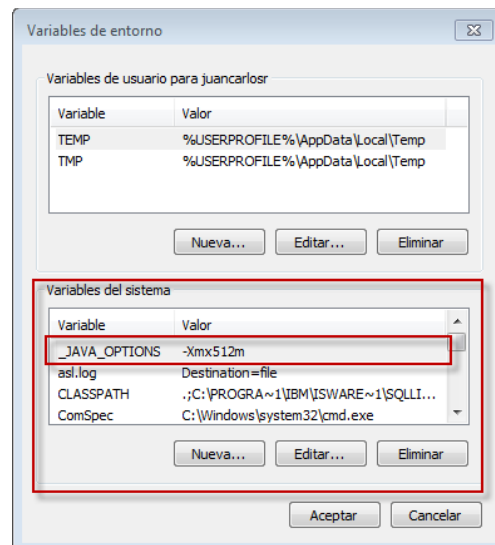 Variables de entorno
Variables de usuario para juancarlosr
Variable Valor
TEMP %USERPROFILE%\AppData\Local\Temp
TMP %USERPROFILE%\AppData\Local\Temp
Nueva... Editar... Eliminar
Variables del sistema
Variable Valor
_JAVA_OPTIONS -Xmx512m
asl.log Destination=file
CLASSPATH .;C:\PROGRA~1\IBM\ISWARE~1\SQLLI...
ComSpec C:\Windows\system32\cmd.exe
Nueva... Editar... Eliminar
Aceptar Cancelar